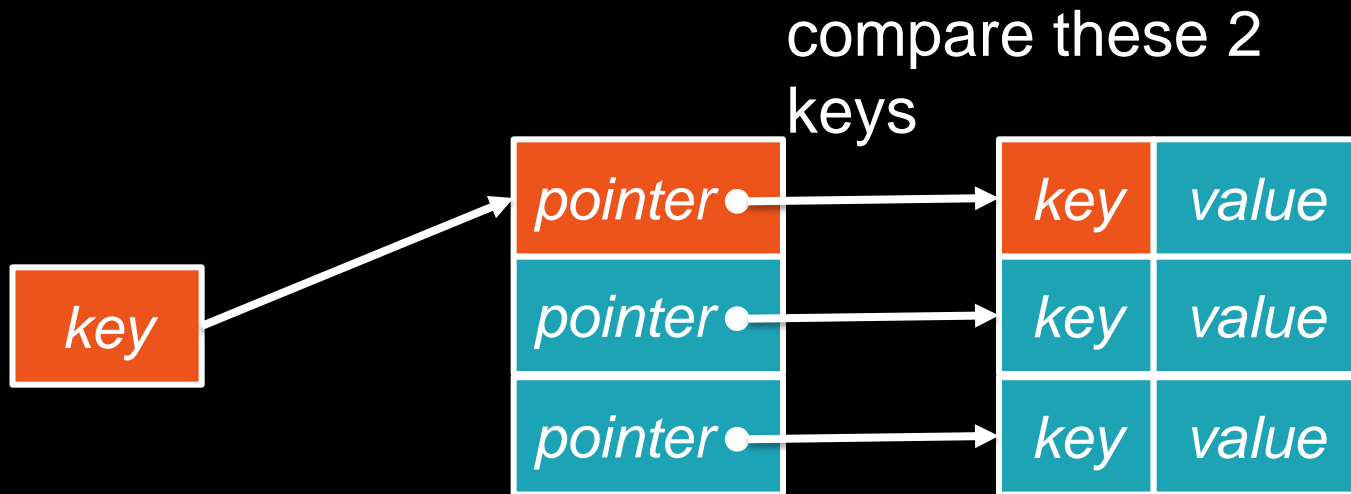 compare these 2
keys
pointer key value
key pointer key value
pointer key value